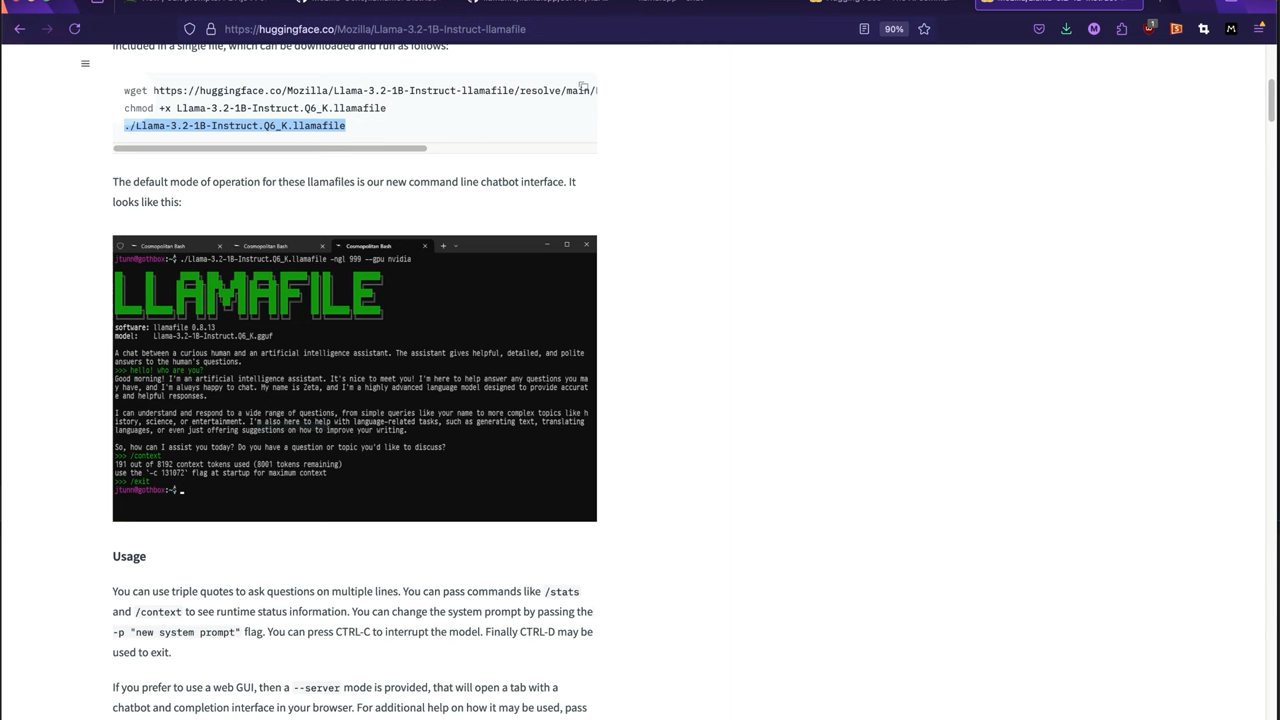 https://huggingface.co/Mozilla/Llama-3.2-1B-Instruct-llamafile
90%
1
included in a single file, which can be downloaded and run as follows:
wget https://huggingface.co/Mozilla/Llama-3.2-1B-Instruct-llamafile/resolve/main/
chmod +x Llama-3.2-1B-Instruct.Q6_K.llamafile
./Llama-3.2-1B-Instruct.Q6_K.llamafile
The default mode of operation for these llamafiles is our new command line chatbot interface. It
looks like this:
Cosmopolitan Bash
Cosmopolitan Bash
Cosmopolitan Bash
jtunn@gothbox:~$ ./Llama-3.2-1B-Instruct.Q6_K.llamafile -ngl 999 --gpu nvidia
LLAMAFILE
software: llamafile 0.8.13
model: Llama-3.2-1B-Instruct.Q6_K.gguf
A chat between a curious human and an artificial intelligence assistant. The assistant gives helpful, detailed, and polite
answers to the human's questions.
>>> hello! who are you?
Good morning! I'm an artificial intelligence assistant. It's nice to meet you! I'm here to help answer any questions you ma
y have, and I'm always happy to chat. My name is Zeta, and I'm a highly advanced language model designed to provide accurat
e and helpful responses.
I can understand and respond to a wide range of questions, from simple queries like your name to more complex topics like h
istory, science, or entertainment. I'm also here to help with language-related tasks, such as generating text, translating
languages, or even just offering suggestions on how to improve your writing.
So, how can I assist you today? Do you have a question or topic you'd like to discuss?
>>> /context
191 out of 8192 context tokens used (8001 tokens remaining)
use the `-c 131072` flag at startup for maximum context
>>> /exit
jtunn@gothbox:~$
Usage
You can use triple quotes to ask questions on multiple lines. You can pass commands like /stats
and /context to see runtime status information. You can change the system prompt by passing the
-p "new system prompt" flag. You can press CTRL-C to interrupt the model. Finally CTRL-D may be
used to exit.
If you prefer to use a web GUI, then a --server mode is provided, that will open a tab with a
chatbot and completion interface in your browser. For additional help on how it may be used, pass